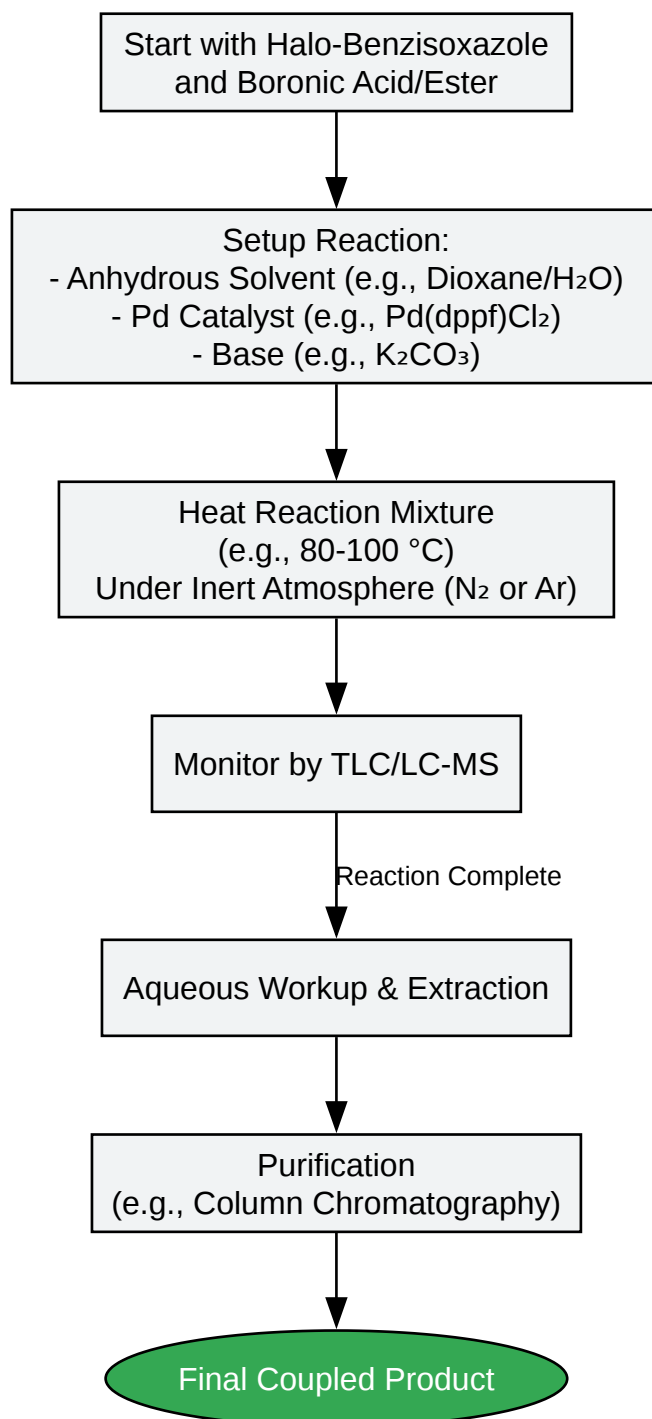 Start with Halo-Benzisoxazole
and Boronic Acid/Ester
Setup Reaction:
- Anhydrous Solvent (e.g., Dioxane/H₂O)
- Pd Catalyst (e.g., Pd(dppf)Cl₂)
- Base (e.g., K₂CO₃)
Heat Reaction Mixture
(e.g., 80-100 °C)
Under Inert Atmosphere (N₂ or Ar)
Monitor by TLC/LC-MS
Reaction Complete
Aqueous Workup & Extraction
Purification
(e.g., Column Chromatography)
Final Coupled Product